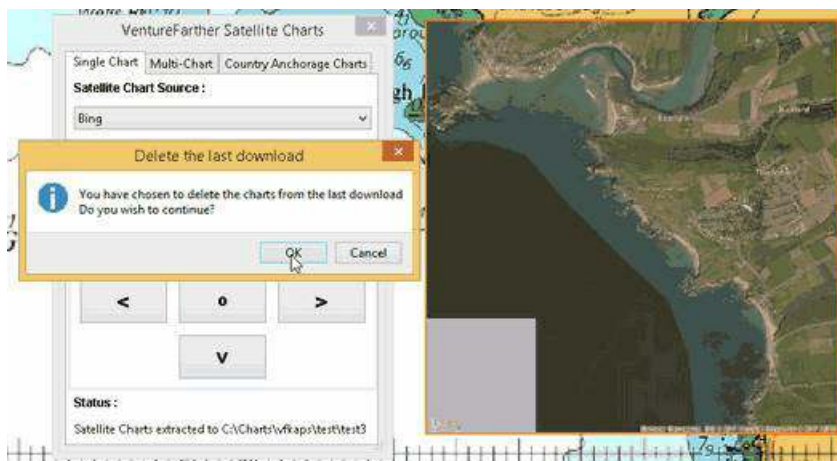 VentureFarther Satellite Charts
Single Chart
Multi-Chart
Country Anchorage Charts
Satellite Chart Source :
Bing
Delete the last download
You have chosen to delete the charts from the last download
Do you wish to continue?
OK
Cancel
<
o
>
v
Status :
Satellite Charts extracted to C:\Charts\vfkaps\test\test3